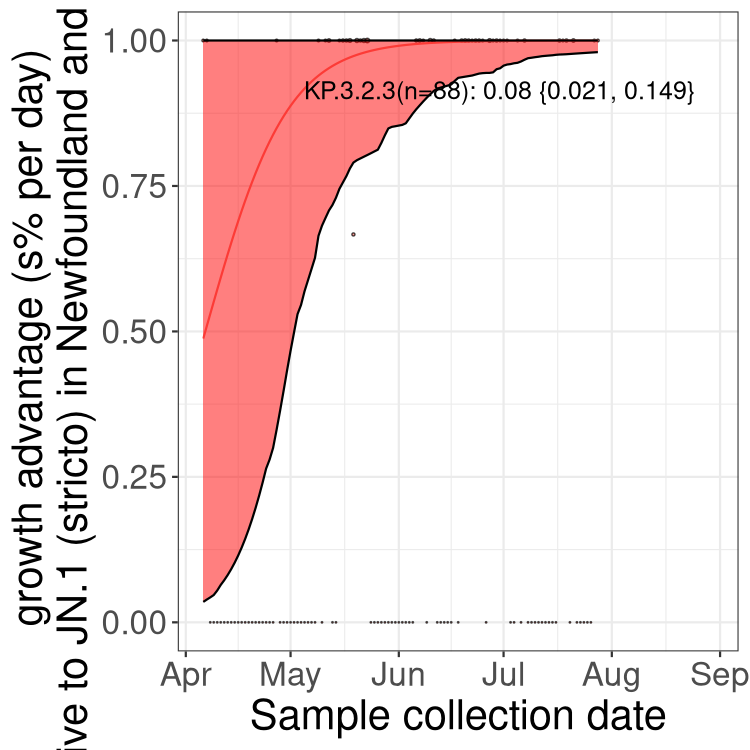 growth advantage (s% per day)
ive to JN.1 (stricto) in Newfoundland and
1.00
0.75
0.50
0.25
0.00
KP.3.2.3(n=88): 0.08 {0.021, 0.149}
Apr May Jun Jul Aug Sep
Sample collection date